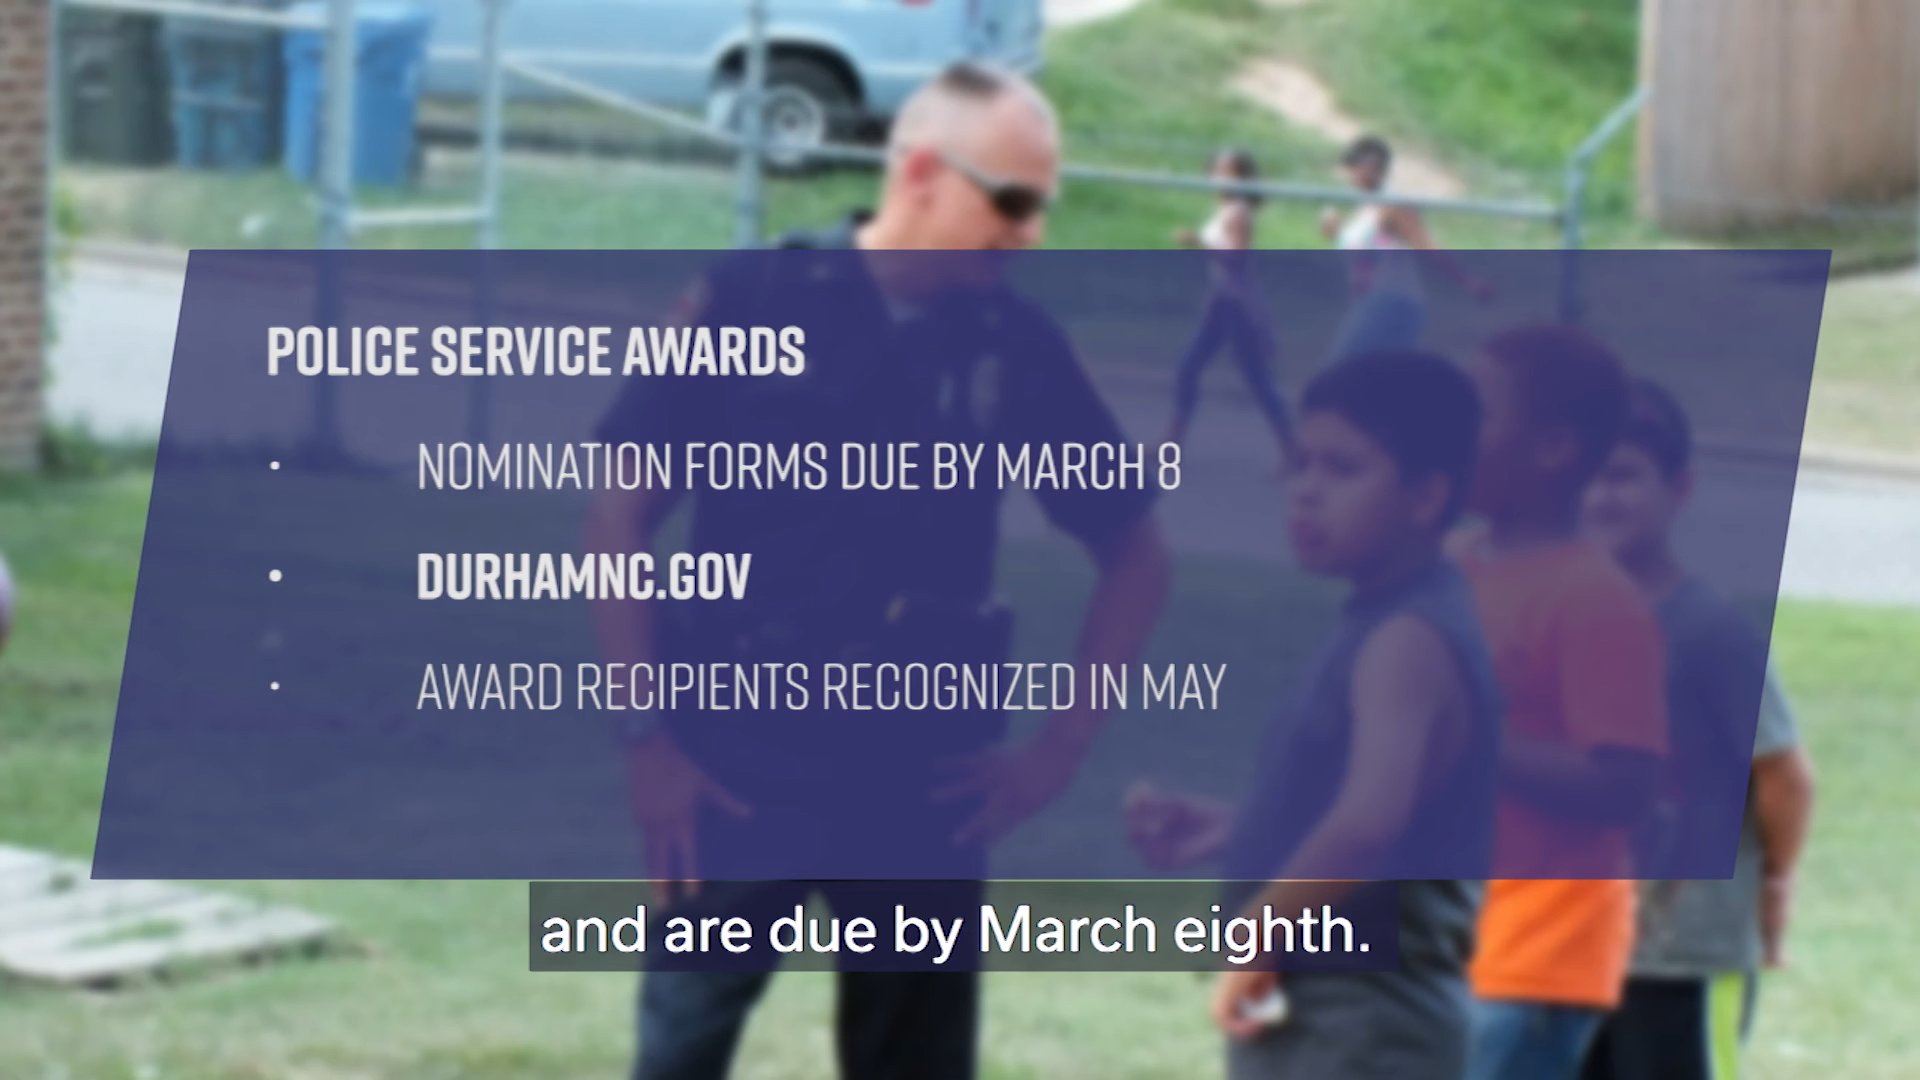 POLICE SERVICE AWARDS
• NOMINATION FORMS DUE BY MARCH 8
• DURHAMNC.GOV
• AWARD RECIPIENTS RECOGNIZED IN MAY
and are due by March eighth.